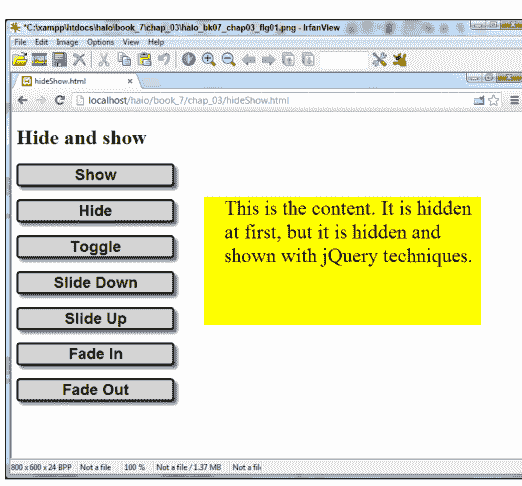 *C:\xampp\htdocs\halo\book_7\chap_03\halo_bk07_chap03_fig01.png - IrfanView
File Edit Image Options View Help
hideShow.html
localhost/haio/book_7/chap_03/hideShow.html
Hide and show
Show
Hide
Toggle
Slide Down
Slide Up
Fade In
Fade Out
This is the content. It is hidden
at first, but it is hidden and
shown with jQuery techniques.
800 x 600 x 24 BPP Not a file 100 % Not a file / 1.37 MB Not a fil